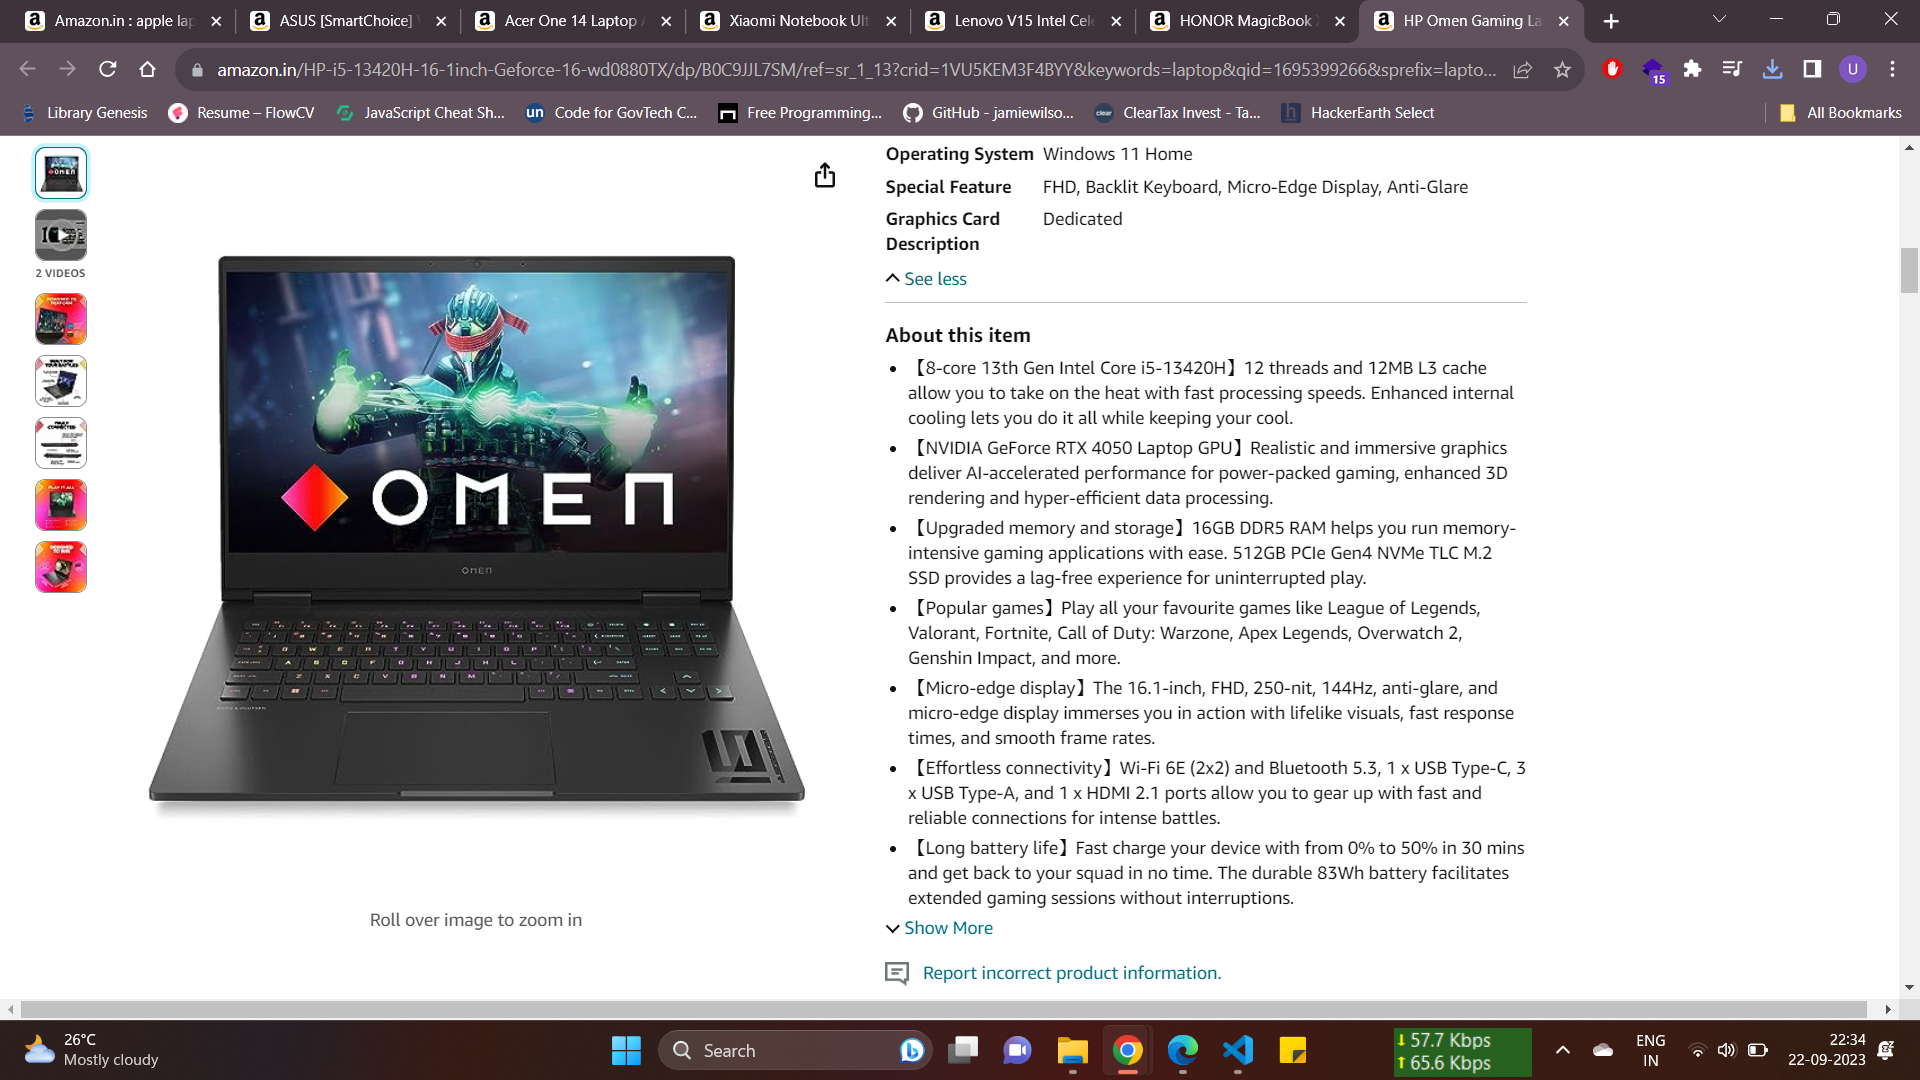 Amazon.in : apple lap
ASUS [SmartChoice] V
Acer One 14 Laptop A
Xiaomi Notebook Ult
Lenovo V15 Intel Cele
HONOR MagicBook X
HP Omen Gaming La
amazon.in/HP-i5-13420H-16-1inch-Geforce-16-wd0880TX/dp/B0C9JJL7SM/ref=sr_1_13?crid=1VU5KEM3F4BYY&keywords=laptop&qid=1695399266&sprefix=lapto...
15
U
Library Genesis
Resume – FlowCV
JavaScript Cheat Sh...
Code for GovTech C...
Free Programming...
GitHub - jamiewilso...
ClearTax Invest - Ta...
HackerEarth Select
All Bookmarks
2 VIDEOS
OMEN
OMEN
Roll over image to zoom in
Operating System Windows 11 Home
Special Feature FHD, Backlit Keyboard, Micro-Edge Display, Anti-Glare
Graphics Card Dedicated
Description
See less
About this item
【8-core 13th Gen Intel Core i5-13420H】12 threads and 12MB L3 cache
allow you to take on the heat with fast processing speeds. Enhanced internal
cooling lets you do it all while keeping your cool.
【NVIDIA GeForce RTX 4050 Laptop GPU】Realistic and immersive graphics
deliver AI-accelerated performance for power-packed gaming, enhanced 3D
rendering and hyper-efficient data processing.
【Upgraded memory and storage】16GB DDR5 RAM helps you run memory-
intensive gaming applications with ease. 512GB PCIe Gen4 NVMe TLC M.2
SSD provides a lag-free experience for uninterrupted play.
【Popular games】Play all your favourite games like League of Legends,
Valorant, Fortnite, Call of Duty: Warzone, Apex Legends, Overwatch 2,
Genshin Impact, and more.
【Micro-edge display】The 16.1-inch, FHD, 250-nit, 144Hz, anti-glare, and
micro-edge display immerses you in action with lifelike visuals, fast response
times, and smooth frame rates.
【Effortless connectivity】Wi-Fi 6E (2x2) and Bluetooth 5.3, 1 x USB Type-C, 3
x USB Type-A, and 1 x HDMI 2.1 ports allow you to gear up with fast and
reliable connections for intense battles.
【Long battery life】Fast charge your device with from 0% to 50% in 30 mins
and get back to your squad in no time. The durable 83Wh battery facilitates
extended gaming sessions without interruptions.
Show More
Report incorrect product information.
26°C
Mostly cloudy
Search
57.7 Kbps
65.6 Kbps
ENG
IN
22:34
22-09-2023